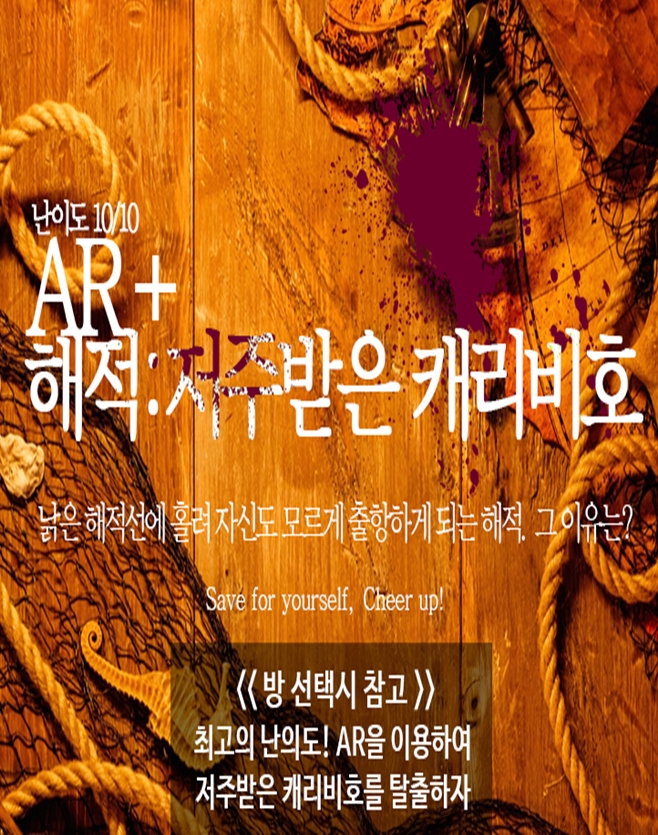 난이도 10/10
AR +
해적:저주받은 캐리비호
낡은 해적선에 홀려 자신도 모르게 출항하게 되는 해적. 그 이유는?
Save for yourself, Cheer up!
《 방 선택시 참고 》
최고의 난의도! AR을 이용하여
저주받은 캐리비호를 탈출하자